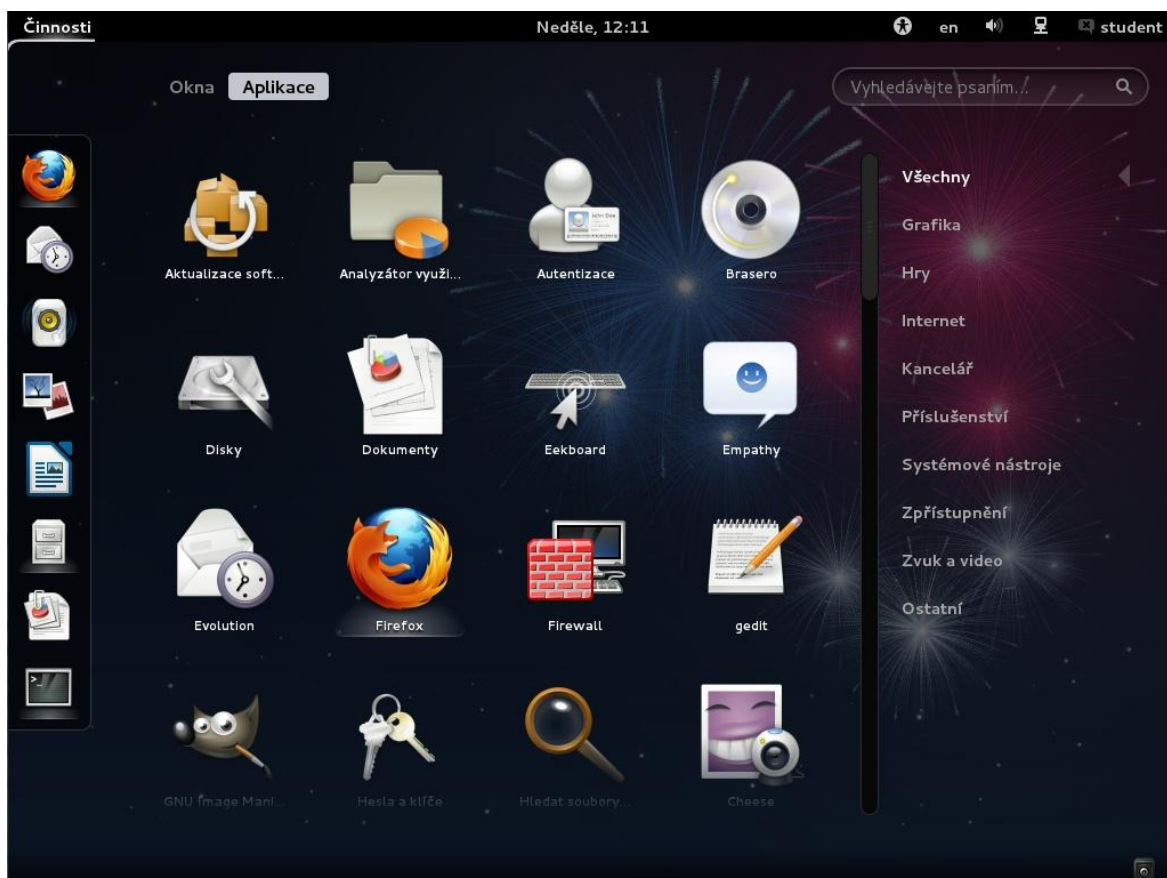 Činnosti
Neděle, 12:11
en
student
Okna
Aplikace
Vyhledávejte psaním...
Aktualizace soft...
Analyzátor využi...
Autentizace
Brasero
Disky
Dokumenty
Eekboard
Empathy
Evolution
Firefox
Firewall
gedit
GNU Image Mani...
Hesla a klíče
Hledat soubory...
Cheese
Všechny
Grafika
Hry
Internet
Kancelář
Příslušenství
Systémové nástroje
Zpřístupnění
Zvuk a video
Ostatní